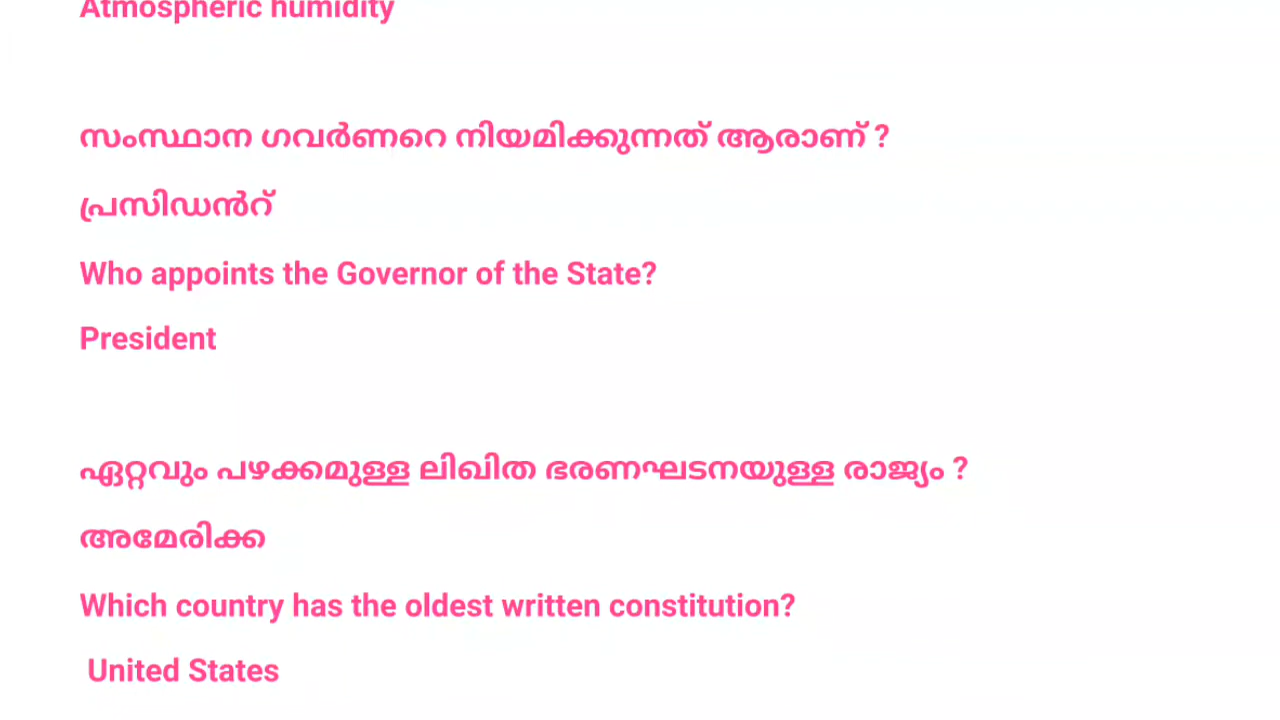 Atmospheric humidity
സംസ്ഥാന ഗവർണറെ നിയമിക്കുന്നത് ആരാണ് ?
പ്രസിഡൻറ്
Who appoints the Governor of the State?
President
ഏറ്റവും പഴക്കമുള്ള ലിഖിത ഭരണഘടനയുള്ള രാജ്യം ?
അമേരിക്ക
Which country has the oldest written constitution?
United States